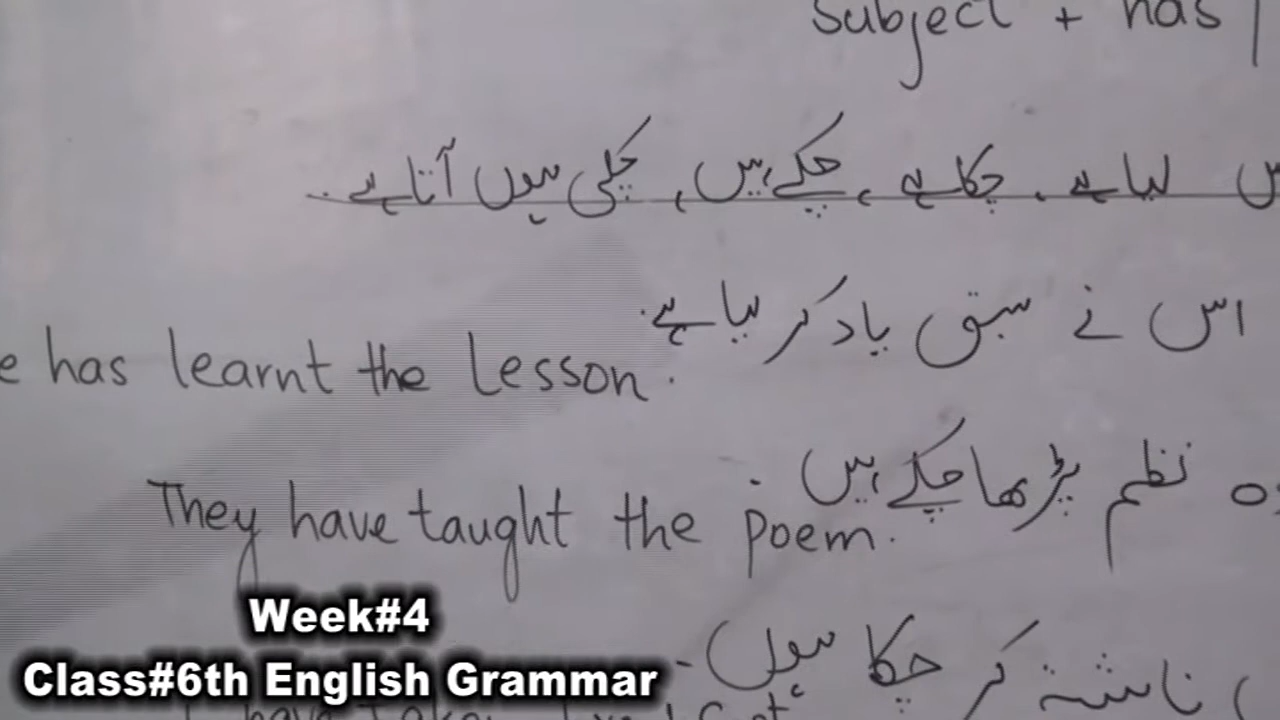 Subject + has
لیا ہے ، چکا ہے ، چکے ہیں ، چکی ہوں آتا ہے ۔
اس نے سبق یاد کر لیا ہے ۔
e has learnt the Lesson.
نظم پڑھا چکے ہیں ۔
They have taught the poem.
ناشتہ کر چکا ہوں ۔
Week#4
Class#6th English Grammar